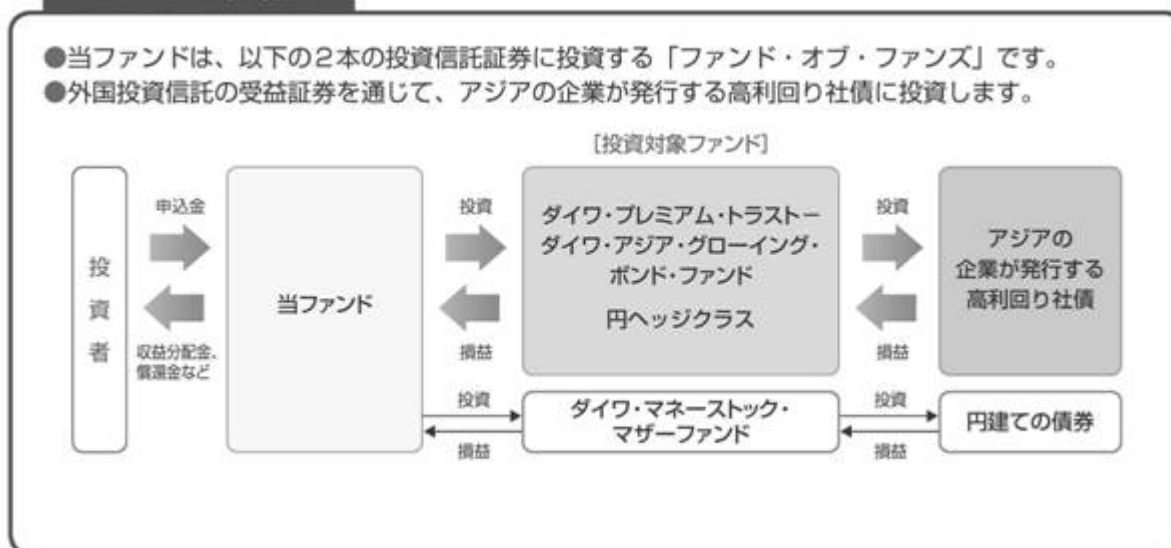 ●当ファンドは、以下の2本の投資信託証券に投資する「ファンド・オブ・ファンズ」です。
●外国投資信託の受益証券を通じて、アジアの企業が発行する高利回り社債に投資します。
[投資対象ファンド]
投資者
申込金
収益分配金、
償還金など
当ファンド
投資
損益
ダイワ・プレミアム・トラスト－
ダイワ・アジア・グローイング・
ボンド・ファンド
円ヘッジクラス
投資
損益
アジアの
企業が発行する
高利回り社債
投資
損益
ダイワ・マネーストック・
マザーファンド
投資
損益
円建ての債券